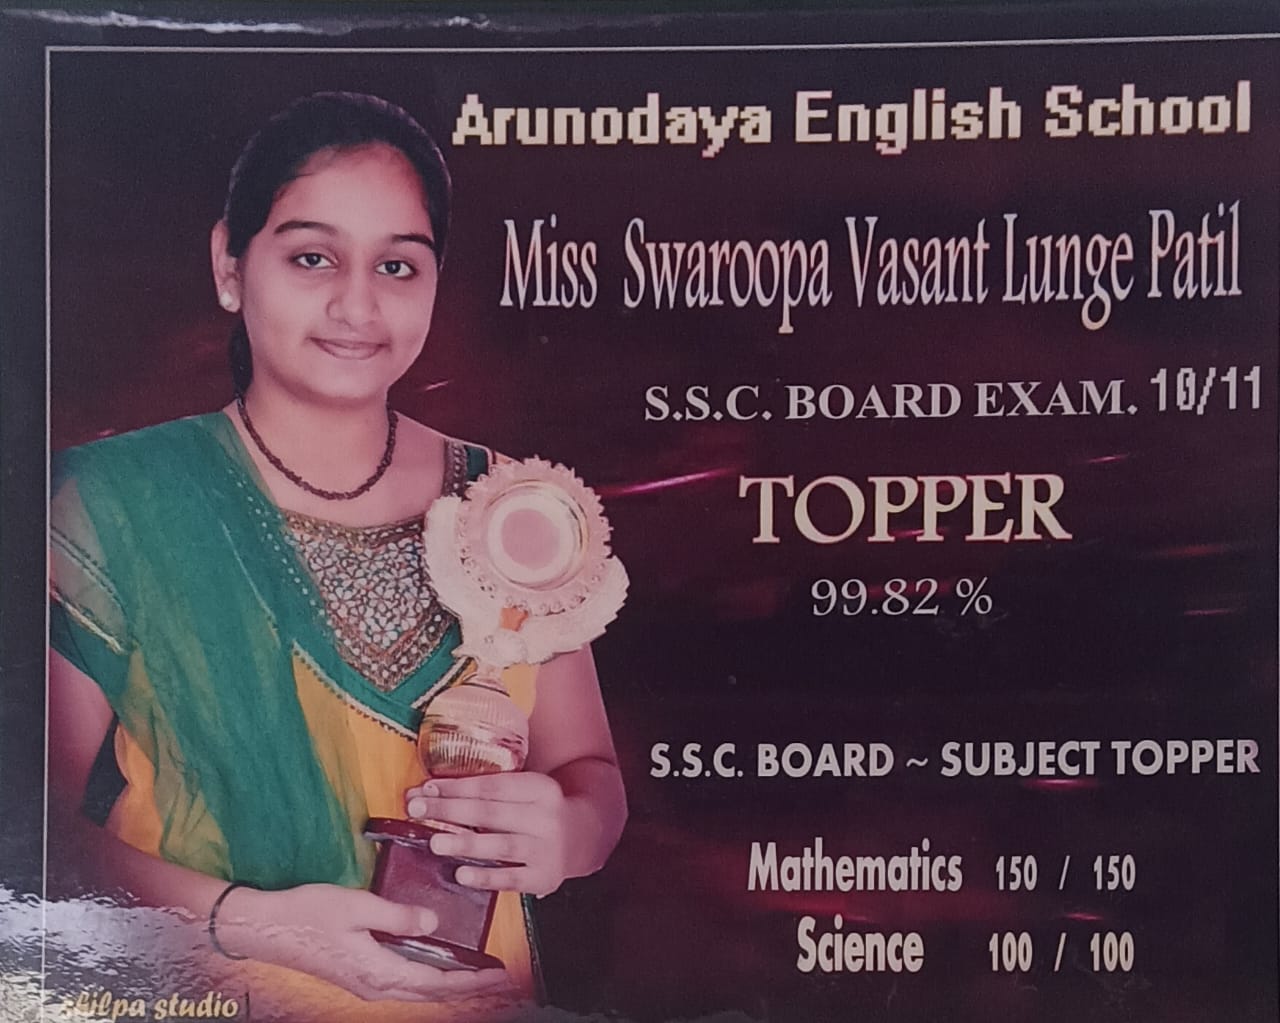 Arunodaya English School
Miss Swaroopa Vasant Lunge Patil
S.S.C. BOARD EXAM. 10/11
TOPPER
99.82 %
S.S.C. BOARD ~ SUBJECT TOPPER
Mathematics 150 / 150
Science 100 / 100
shilpa studio